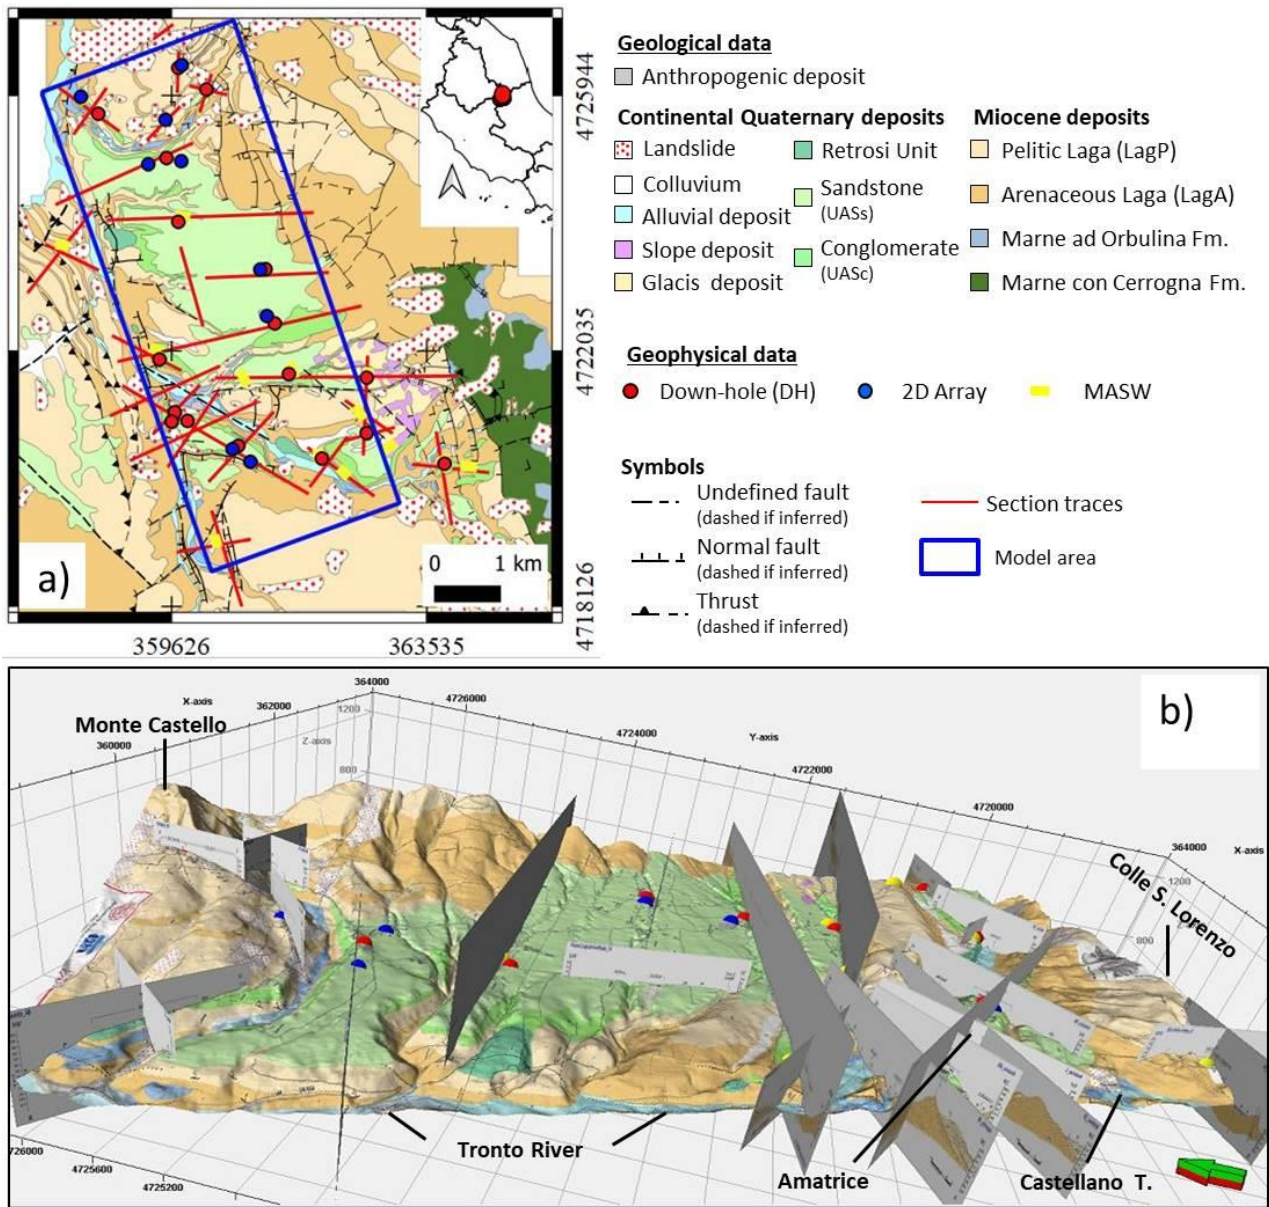 a)
0 1 km
359626
363535
4725944
4722035
4718126
Geological data
Anthropogenic deposit
Continental Quaternary deposits
Landslide
Colluvium
Alluvial deposit
Slope deposit
Glacis deposit
Retrosi Unit
Sandstone
(UASs)
Conglomerate
(UASc)
Miocene deposits
Pelitic Laga (LagP)
Arenaceous Laga (LagA)
Marne ad Orbulina Fm.
Marne con Cerrogna Fm.
Geophysical data
Down-hole (DH)
2D Array
MASW
Symbols
Undefined fault
(dashed if inferred)
Normal fault
(dashed if inferred)
Thrust
(dashed if inferred)
Section traces
Model area
b)
X-axis
360000
362000
364000
1200
Z-axis
800
4726000
4724000
Y-axis
4722000
4720000
364000
X-axis
1200
800
Monte Castello
Colle S. Lorenzo
Tronto River
Amatrice
Castellano T.
4725600
4725200